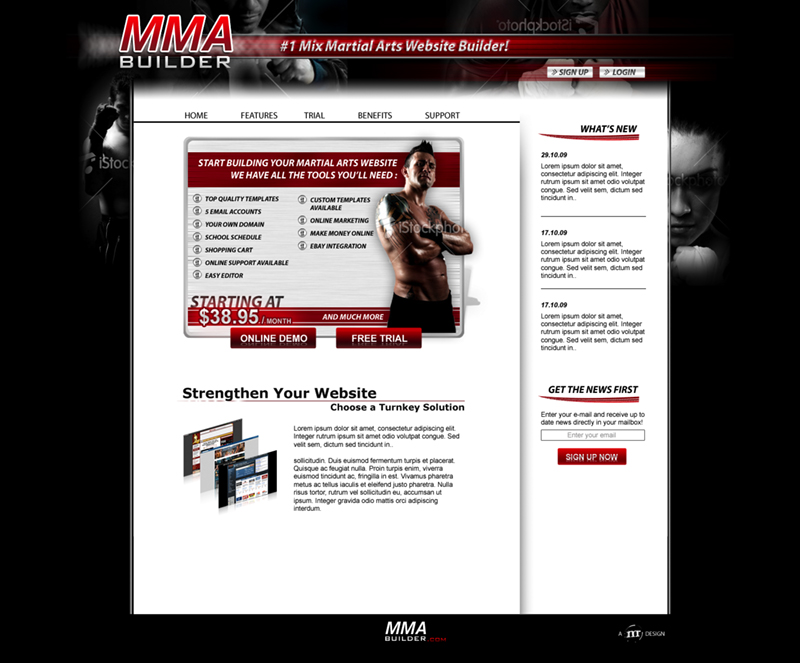 MMA
BUILDER
#1 Mix Martial Arts Website Builder!
iStockphoto
SIGN UP
LOGIN
HOME
FEATURES
TRIAL
BENEFITS
SUPPORT
START BUILDING YOUR MARTIAL ARTS WEBSITE
WE HAVE ALL THE TOOLS YOU'LL NEED :
TOP QUALITY TEMPLATES
5 EMAIL ACCOUNTS
YOUR OWN DOMAIN
SCHOOL SCHEDULE
SHOPPING CART
ONLINE SUPPORT AVAILABLE
EASY EDITOR
CUSTOM TEMPLATES
AVAILABLE
ONLINE MARKETING
MAKE MONEY ONLINE
EBAY INTEGRATION
iStockpho
STARTING AT
$38.95 / MONTH
AND MUCH MORE
ONLINE DEMO
FREE TRIAL
Strengthen Your Website
Choose a Turnkey Solution
Lorem ipsum dolor sit amet, consectetur adipiscing elit.
Integer rutrum ipsum sit amet odio volutpat congue. Sed
velit sem, dictum sed tincidunt in..
sollicitudin. Duis euismod fermentum turpis et placerat.
Quisque ac feugiat nulla. Proin turpis enim, viverra
euismod tincidunt ac, fringilla in est. Vivamus pharetra
metus ac tellus iaculis et eleifend justo pharetra. Nulla
risus tortor, rutrum vel sollicitudin eu, accumsan ut
ipsum. Integer gravida odio mattis orci adipiscing
interdum.
WHAT'S NEW
29.10.09
Lorem ipsum dolor sit amet,
consectetur adipiscing elit. Integer
rutrum ipsum sit amet odio volutpat
congue. Sed velit sem, dictum sed
tincidunt in..
17.10.09
Lorem ipsum dolor sit amet,
consectetur adipiscing elit. Integer
rutrum ipsum sit amet odio volutpat
congue. Sed velit sem, dictum sed
tincidunt in..
17.10.09
Lorem ipsum dolor sit amet,
consectetur adipiscing elit. Integer
rutrum ipsum sit amet odio volutpat
congue. Sed velit sem, dictum sed
tincidunt in..
GET THE NEWS FIRST
Enter your e-mail and receive up to
date news directly in your mailbox!
Enter your email
SIGN UP NOW
iStoc
kphoto
MMA
BUILDER.COM
A m DESIGN